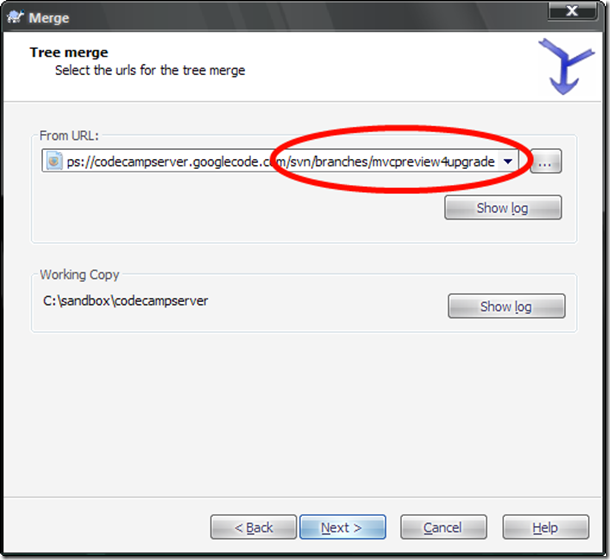 Merge
Tree merge
Select the urls for the tree merge
From URL:
ps://codecampserver.googlecode.com/svn/branches/mvcpreview4upgrade
...
Show log
Working Copy
C:\sandbox\codecampserver
Show log
< Back
Next >
Cancel
Help